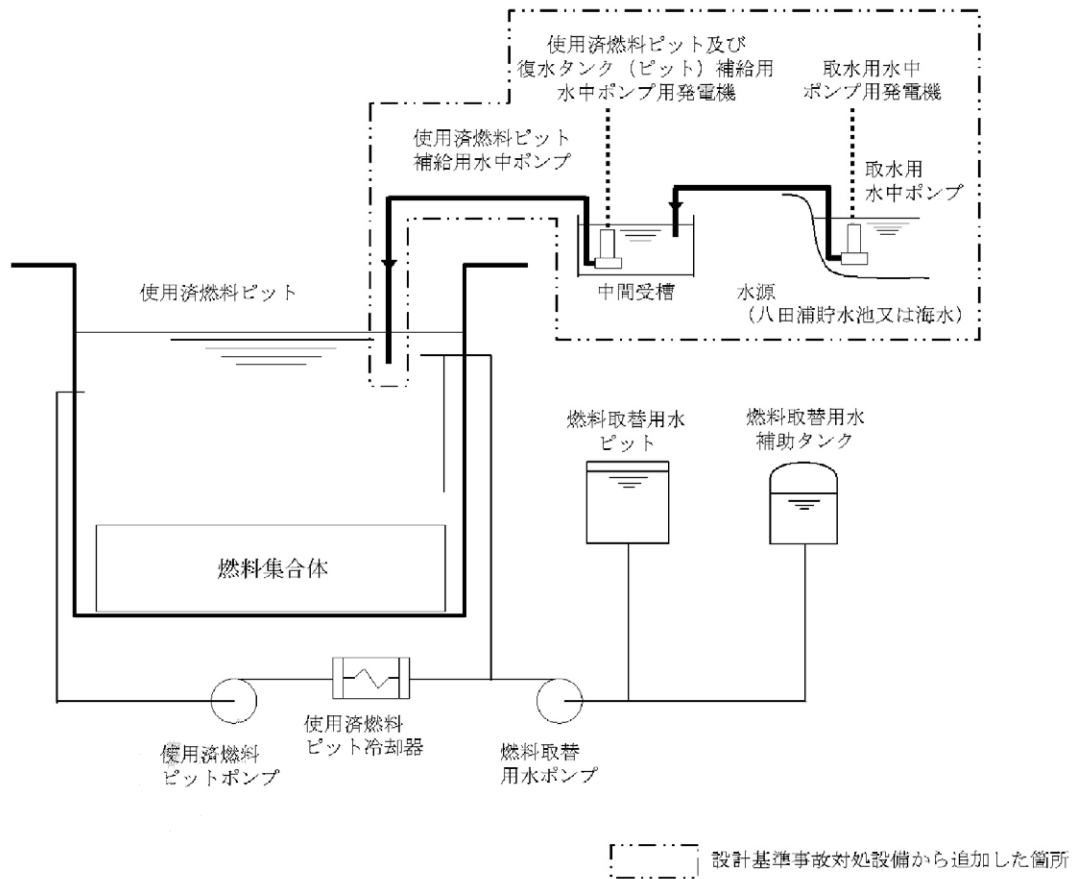 使用済燃料ピット及び
復水タンク（ピット）補給用
水中ポンプ用発電機
取水用水中
ポンプ用発電機
使用済燃料ピット
補給用水中ポンプ
取水用
水中ポンプ
中間受槽
水源
（八田浦貯水池又は海水）
使用済燃料ピット
燃料取替用水
ピット
燃料取替用水
補助タンク
燃料集合体
使用済燃料
ピット冷却器
使用済燃料
ピットポンプ
燃料取替
用水ポンプ
設計基準事故対処設備から追加した箇所